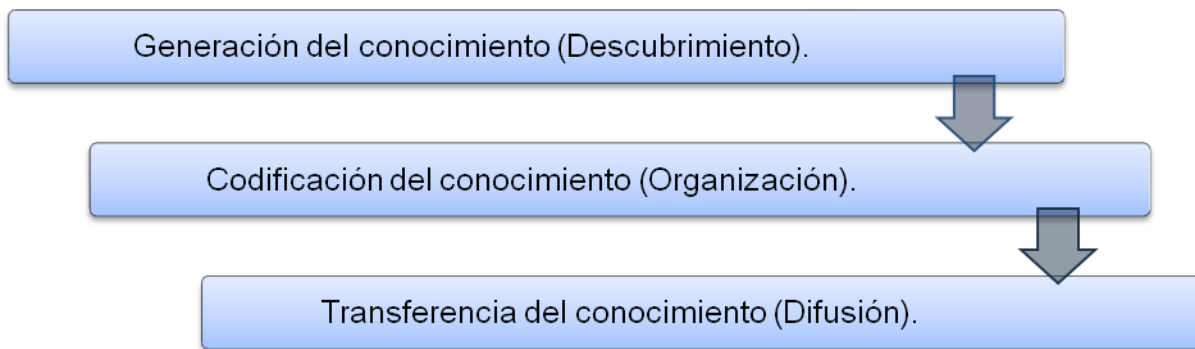 Generación del conocimiento (Descubrimiento).
Codificación del conocimiento (Organización).
Transferencia del conocimiento (Difusión).